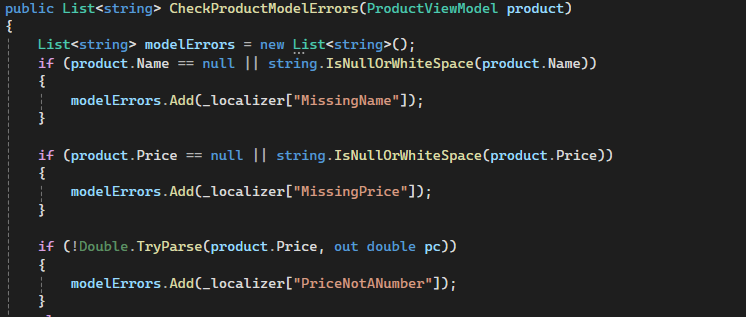 public List<string> CheckProductModelErrors(ProductViewModel product)
{
List<string> modelErrors = new List<string>();
if (product.Name == null || string.IsNullOrWhiteSpace(product.Name))
{
modelErrors.Add(_localizer["MissingName"]);
}
if (product.Price == null || string.IsNullOrWhiteSpace(product.Price))
{
modelErrors.Add(_localizer["MissingPrice"]);
}
if (!Double.TryParse(product.Price, out double pc))
{
modelErrors.Add(_localizer["PriceNotANumber"]);
}